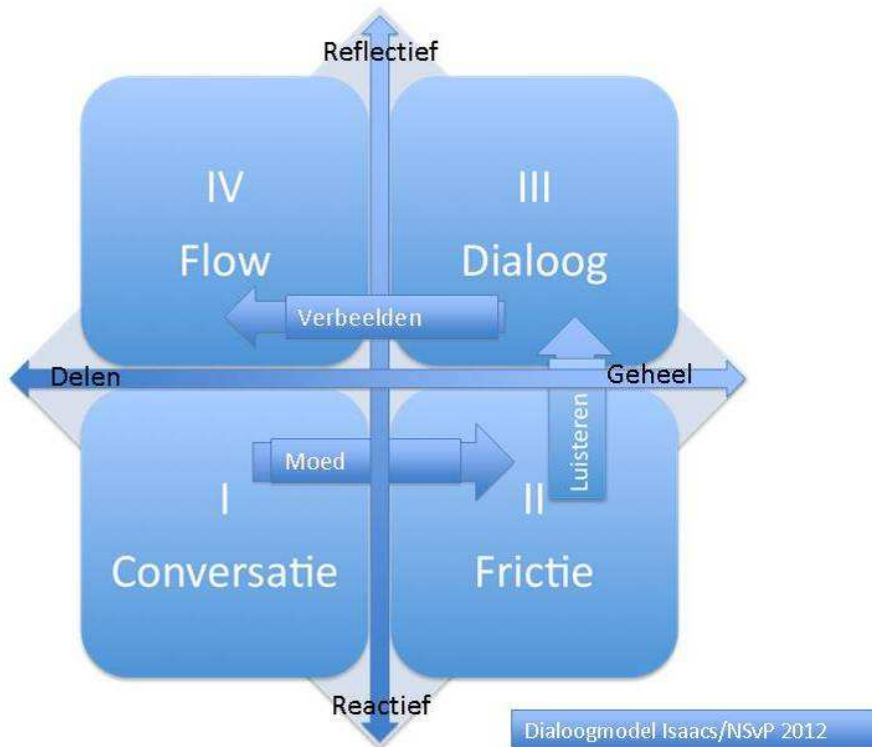 Reflectief
IV
Flow
III
Dialoog
Verbeelden
Delen
Geheel
Moed
Luisteren
I
Conversatie
II
Frictie
Reactief
Dialoogmodel Isaacs/NSvP 2012